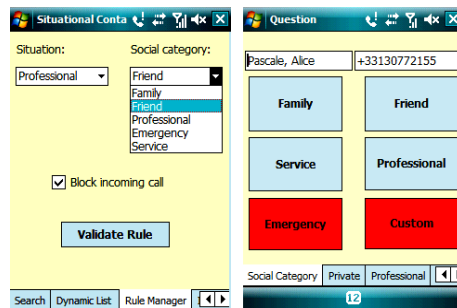 Situational Conta
Situation:
Social category:
Professional
Friend
Family
Friend
Professional
Emergency
Service
Block incoming call
Validate Rule
Search
Dynamic List
Rule Manager
Question
Pascale, Alice
+33130772155
Family
Friend
Service
Professional
Emergency
Custom
Social Category
Private
Professional
12